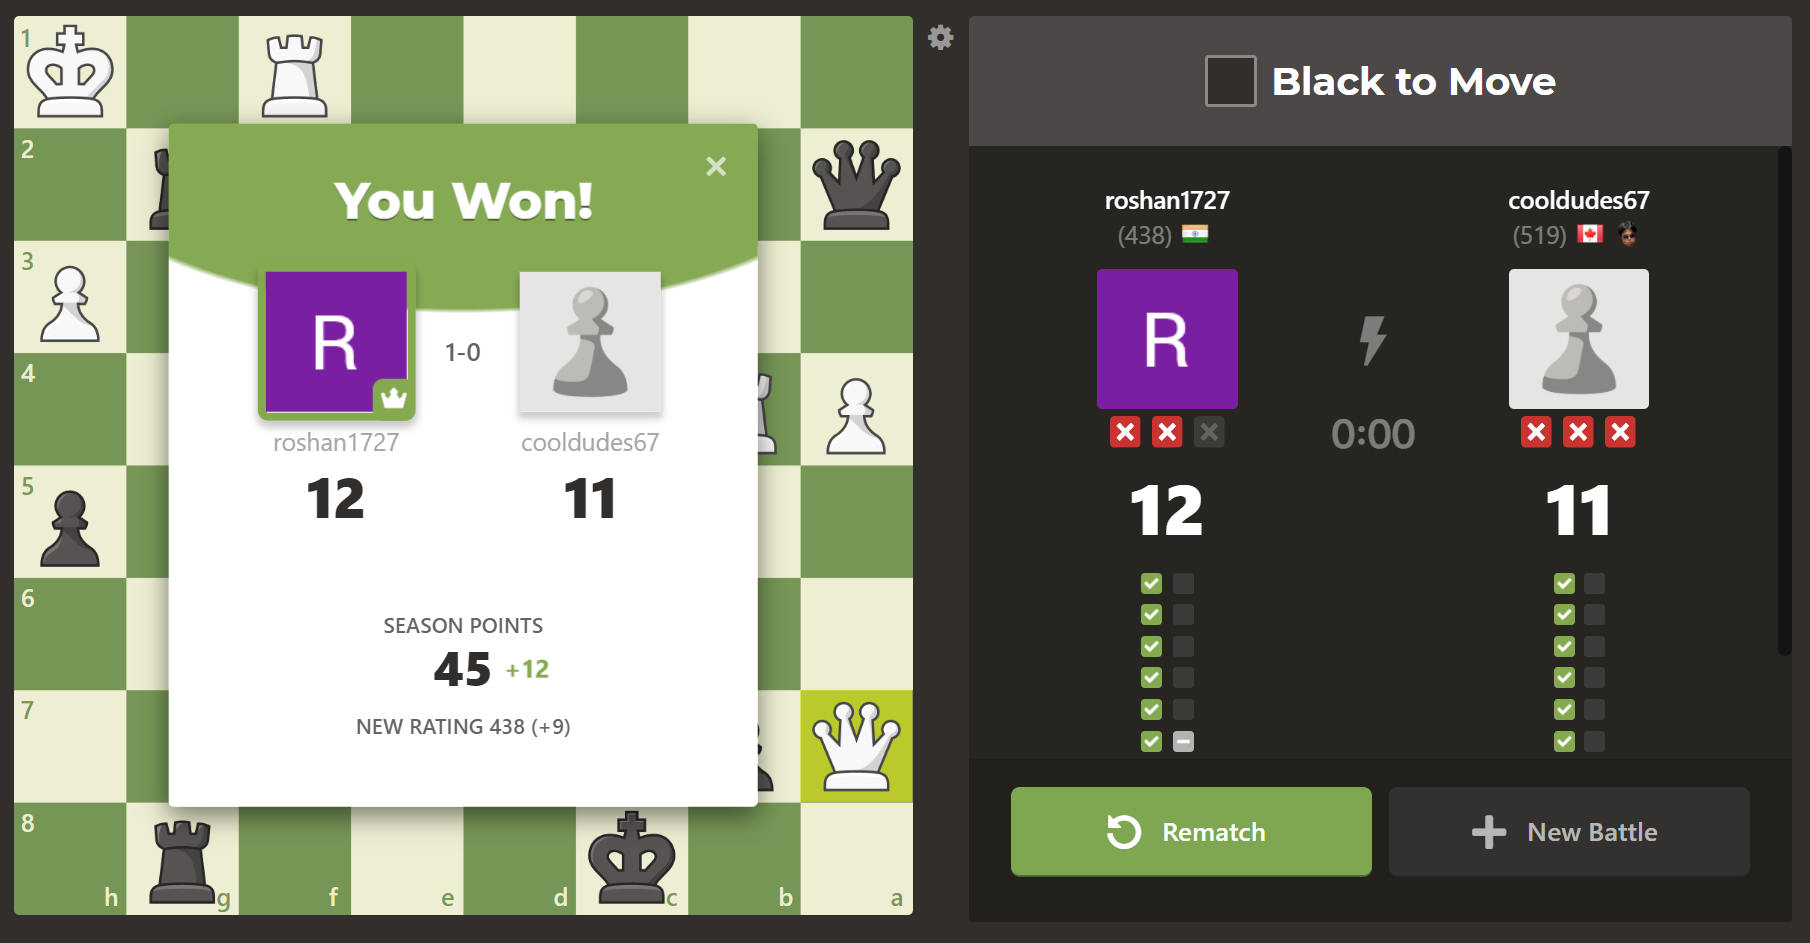 1
2
3
4
5
6
7
8
h
g
f
e
d
c
b
a
You Won!
R
1-0
roshan1727
cooldudes67
12
11
SEASON POINTS
45 +12
NEW RATING 438 (+9)
Black to Move
roshan1727
cooldudes67
(438)
(519)
R
0:00
12
11
Rematch
New Battle